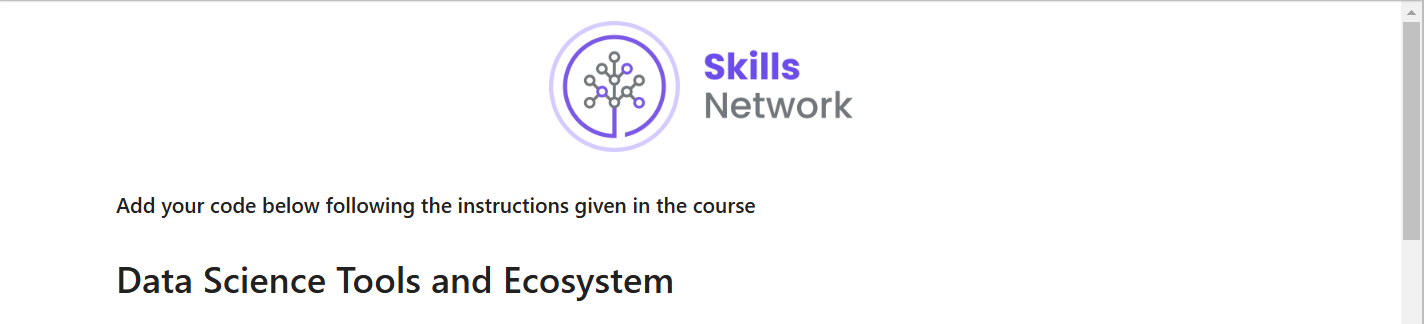 Skills
Network
Add your code below following the instructions given in the course
Data Science Tools and Ecosystem